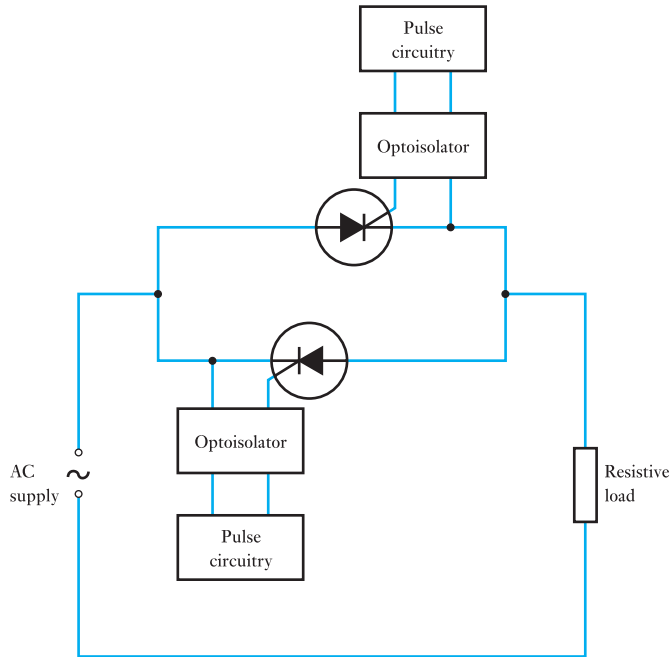 Pulse
circuitry
Optoisolator
Optoisolator
AC
supply
Resistive
load
Pulse
circuitry